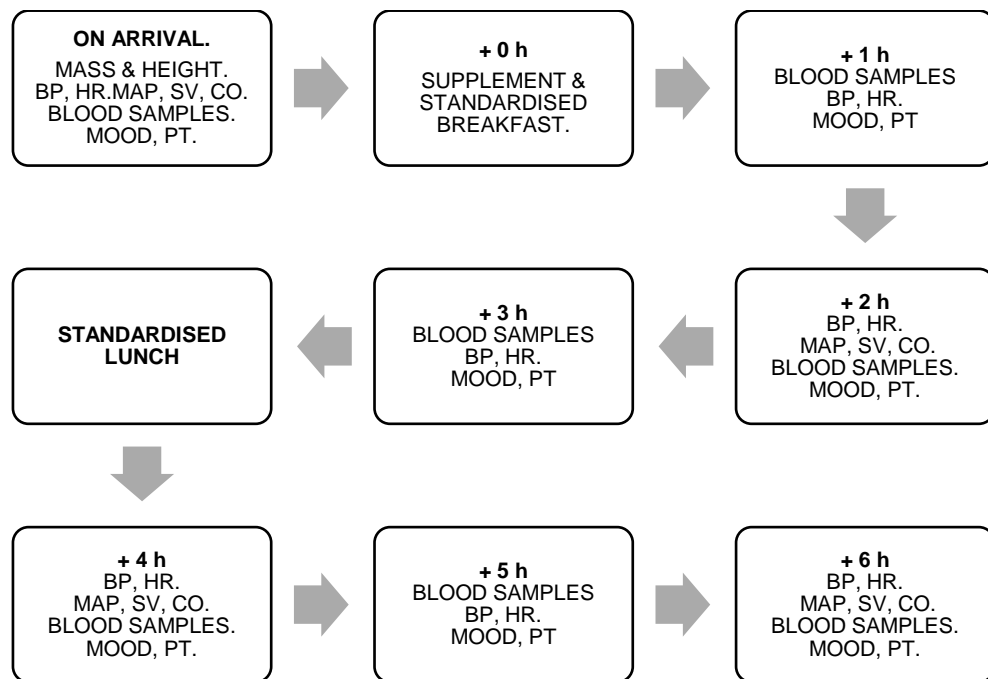 ON ARRIVAL.
MASS & HEIGHT.
BP, HR.MAP, SV, CO.
BLOOD SAMPLES.
MOOD, PT.
+ 0 h
SUPPLEMENT &
STANDARDISED
BREAKFAST.
+ 1 h
BLOOD SAMPLES
BP, HR.
MOOD, PT
+ 2 h
BP, HR.
MAP, SV, CO.
BLOOD SAMPLES.
MOOD, PT.
+ 3 h
BLOOD SAMPLES
BP, HR.
MOOD, PT
STANDARDISED
LUNCH
+ 4 h
BP, HR.
MAP, SV, CO.
BLOOD SAMPLES.
MOOD, PT.
+ 5 h
BLOOD SAMPLES
BP, HR.
MOOD, PT
+ 6 h
BP, HR.
MAP, SV, CO.
BLOOD SAMPLES.
MOOD, PT.